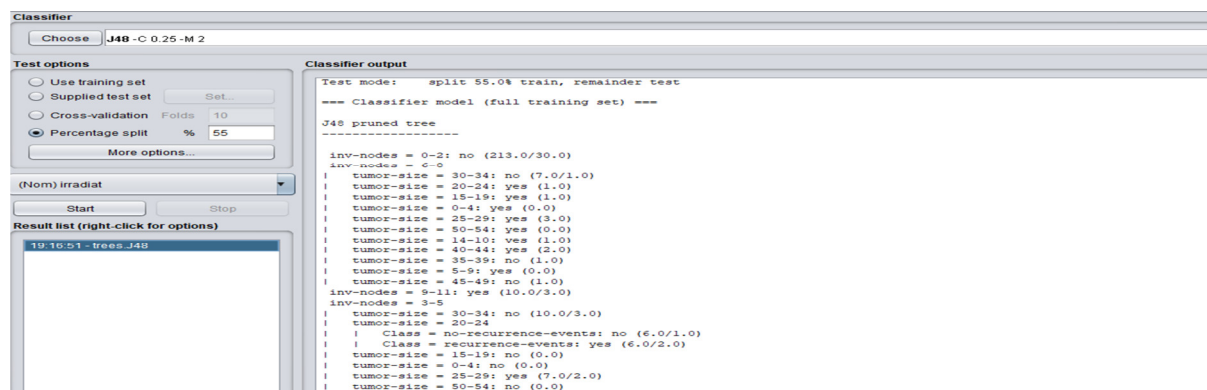 Classifier
Choose J48 -C 0.25 -M 2
Test options
Use training set
Supplied test set Set...
Cross-validation Folds 10
Percentage split % 55
More options...
(Nom) irradiat
Start Stop
Result list (right-click for options)
19:16:51 - trees.J48
Classifier output
Test mode: split 55.0% train, remainder test
=== Classifier model (full training set) ===
J48 pruned tree
------------------
inv-nodes = 0-2: no (213.0/30.0)
inv-nodes =
| tumor-size = 30-34: no (7.0/1.0)
| tumor-size = 20-24: yes (1.0)
| tumor-size = 15-19: yes (1.0)
| tumor-size = 0-4: yes (0.0)
| tumor-size = 25-29: yes (3.0)
| tumor-size = 50-54: yes (0.0)
| tumor-size = 14-10: yes (1.0)
| tumor-size = 40-44: yes (2.0)
| tumor-size = 35-39: no (1.0)
| tumor-size = 5-9: yes (0.0)
| tumor-size = 45-49: no (1.0)
inv-nodes = 9-11: yes (10.0/3.0)
inv-nodes = 3-5
| tumor-size = 30-34: no (10.0/3.0)
| tumor-size = 20-24
| | Class = no-recurrence-events: no (6.0/1.0)
| | Class = recurrence-events: yes (6.0/2.0)
| tumor-size = 15-19: no (0.0)
| tumor-size = 0-4: no (0.0)
| tumor-size = 25-29: yes (7.0/2.0)
| tumor-size = 50-54: no (0.0)